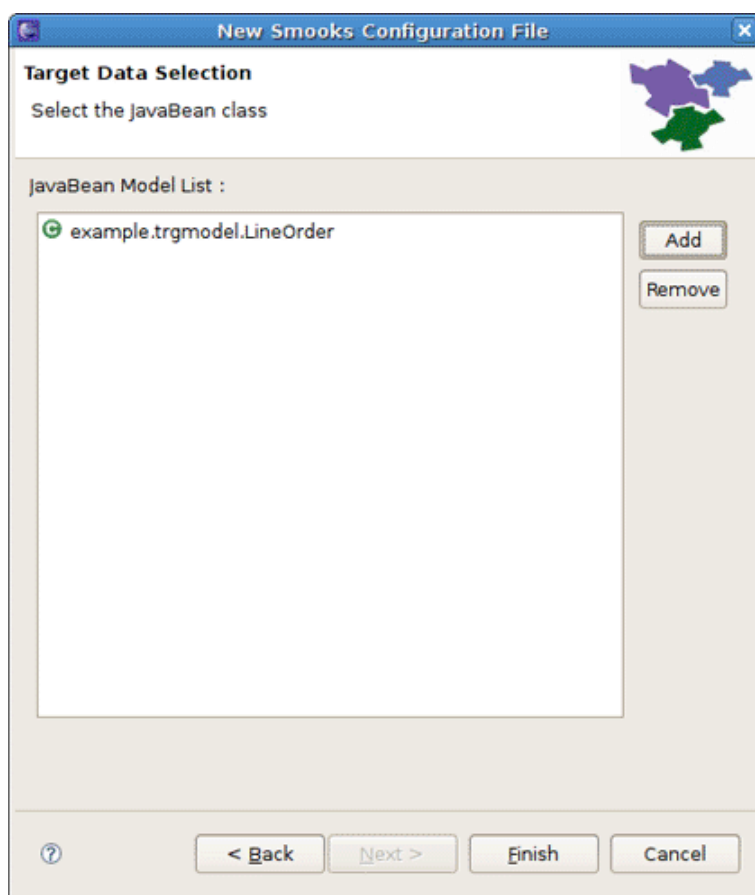 New Smooks Configuration File
Target Data Selection
Select the JavaBean class
JavaBean Model List :
example.trgmodel.LineOrder
Add
Remove
< Back
Next >
Finish
Cancel